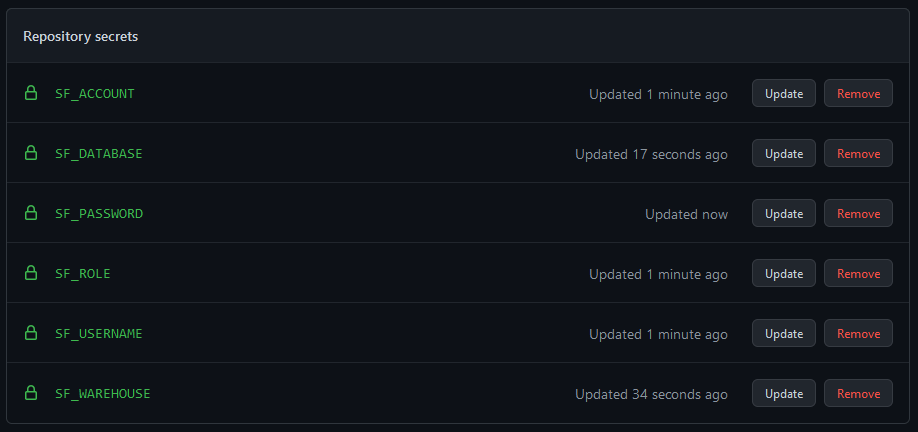 Repository secrets
SF_ACCOUNT Updated 1 minute ago Update Remove
SF_DATABASE Updated 17 seconds ago Update Remove
SF_PASSWORD Updated now Update Remove
SF_ROLE Updated 1 minute ago Update Remove
SF_USERNAME Updated 1 minute ago Update Remove
SF_WAREHOUSE Updated 34 seconds ago Update Remove